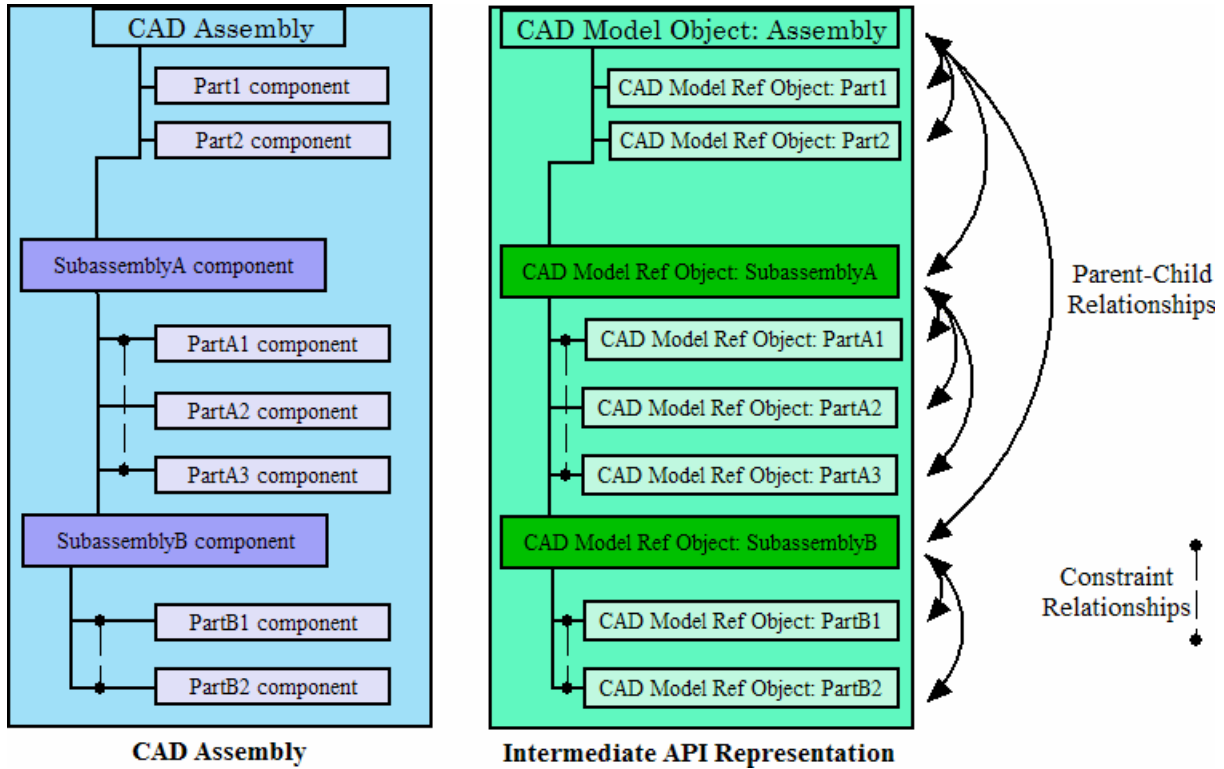 CAD Assembly
Part1 component
Part2 component
SubassemblyA component
PartA1 component
PartA2 component
PartA3 component
SubassemblyB component
PartB1 component
PartB2 component
CAD Assembly
CAD Model Object: Assembly
CAD Model Ref Object: Part1
CAD Model Ref Object: Part2
CAD Model Ref Object: SubassemblyA
CAD Model Ref Object: PartA1
CAD Model Ref Object: PartA2
CAD Model Ref Object: PartA3
CAD Model Ref Object: SubassemblyB
CAD Model Ref Object: PartB1
CAD Model Ref Object: PartB2
Intermediate API Representation
Parent-Child
Relationships
Constraint
Relationships